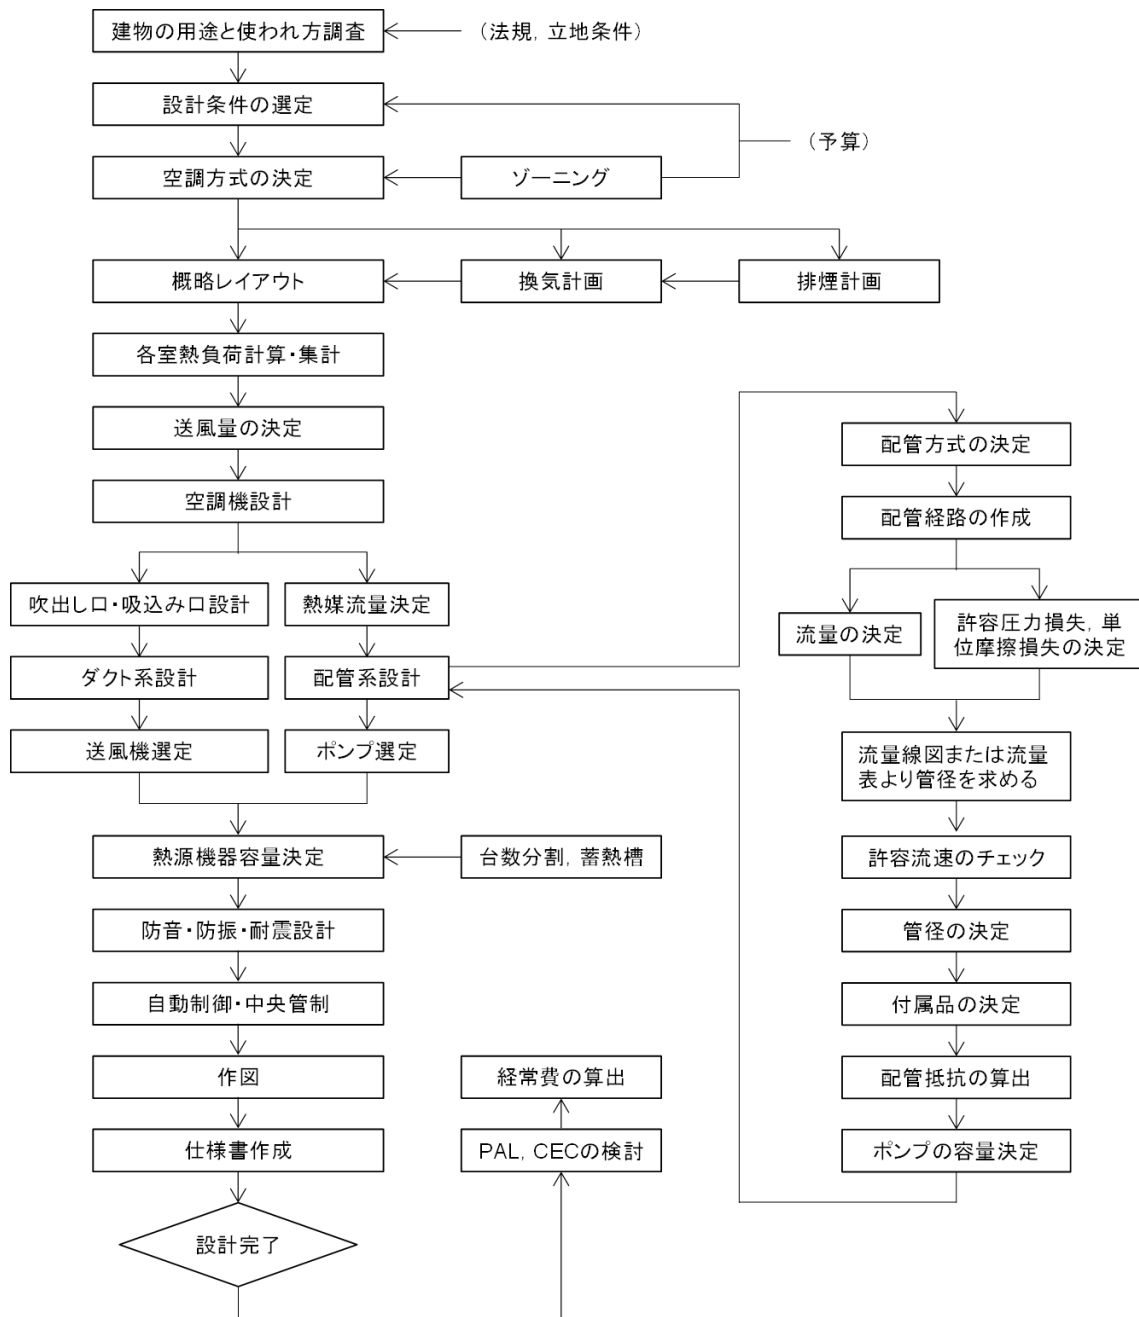 建物の用途と使われ方調査
（法規, 立地条件）
設計条件の選定
（予算）
空調方式の決定
ゾーニング
概略レイアウト
換気計画
排煙計画
各室熱負荷計算・集計
送風量の決定
空調機設計
吹出し口・吸込み口設計
熱媒流量決定
ダクト系設計
配管系設計
送風機選定
ポンプ選定
熱源機器容量決定
台数分割, 蓄熱槽
防音・防振・耐震設計
自動制御・中央管制
作図
仕様書作成
設計完了
経常費の算出
PAL, CECの検討
配管方式の決定
配管経路の作成
流量の決定
許容圧力損失, 単
位摩擦損失の決定
流量線図または流量
表より管径を求める
許容流速のチェック
管径の決定
付属品の決定
配管抵抗の算出
ポンプの容量決定